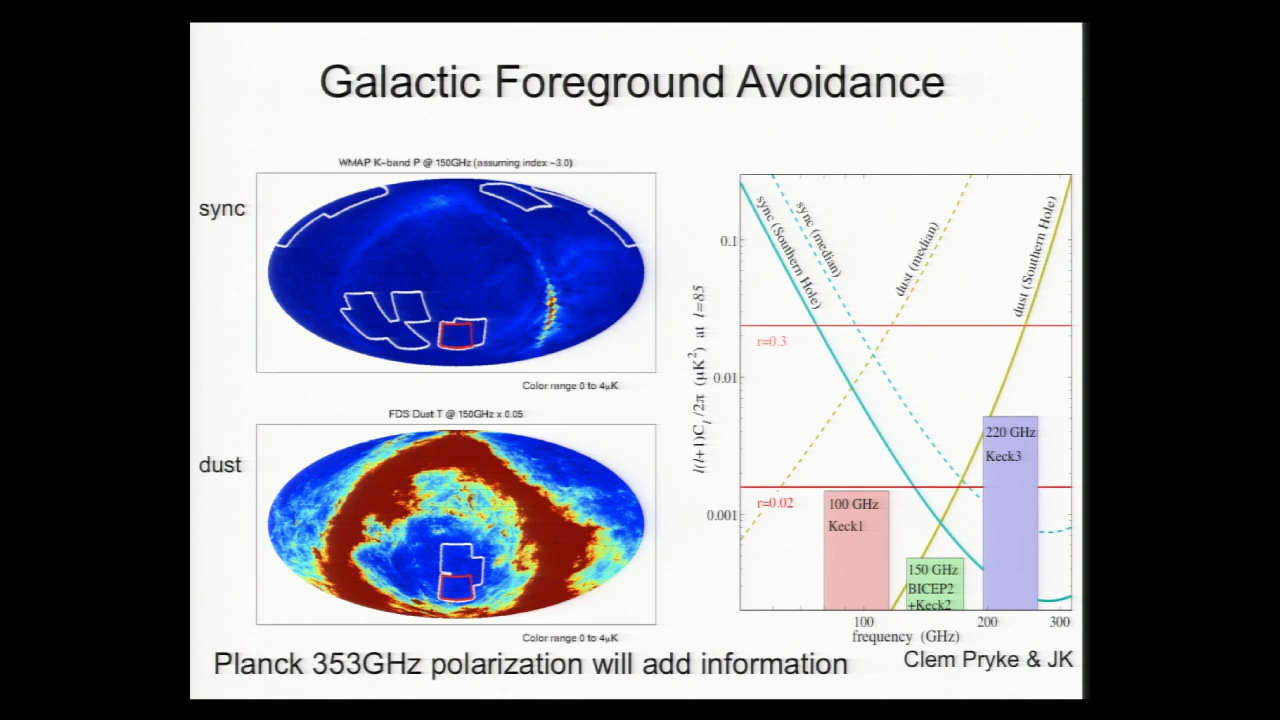 Galactic Foreground Avoidance
WMAP K-band P @ 150GHz (assuming index -3.0)
sync
Color range 0 to 4μK
FDS Dust T @ 150GHz x 0.05
dust
Color range 0 to 4μK
l(l+1)C_l/2π (μK²) at l=85
0.1
0.01
0.001
sync (Southern Hole)
sync (median)
dust (median)
dust (Southern Hole)
r=0.3
r=0.02
100 GHz
Keck1
150 GHz
BICEP2
+Keck2
220 GHz
Keck3
100 200 300
frequency (GHz)
Planck 353GHz polarization will add information
Clem Pryke & JK